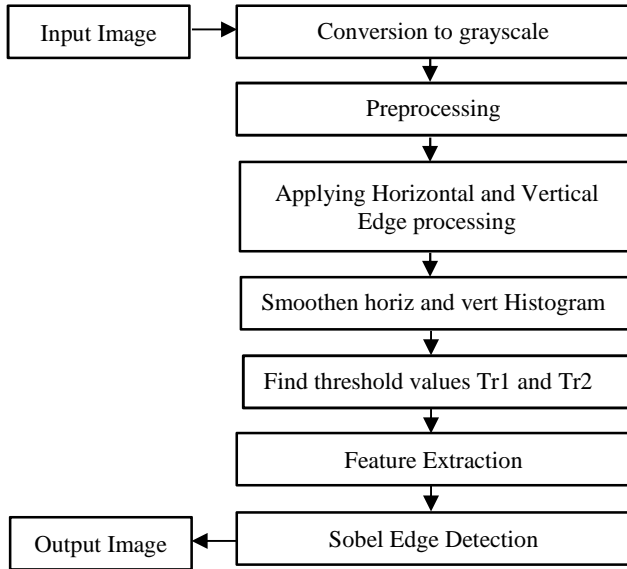 Input Image
Conversion to grayscale
Preprocessing
Applying Horizontal and Vertical
Edge processing
Smoothen horiz and vert Histogram
Find threshold values Tr1 and Tr2
Feature Extraction
Sobel Edge Detection
Output Image